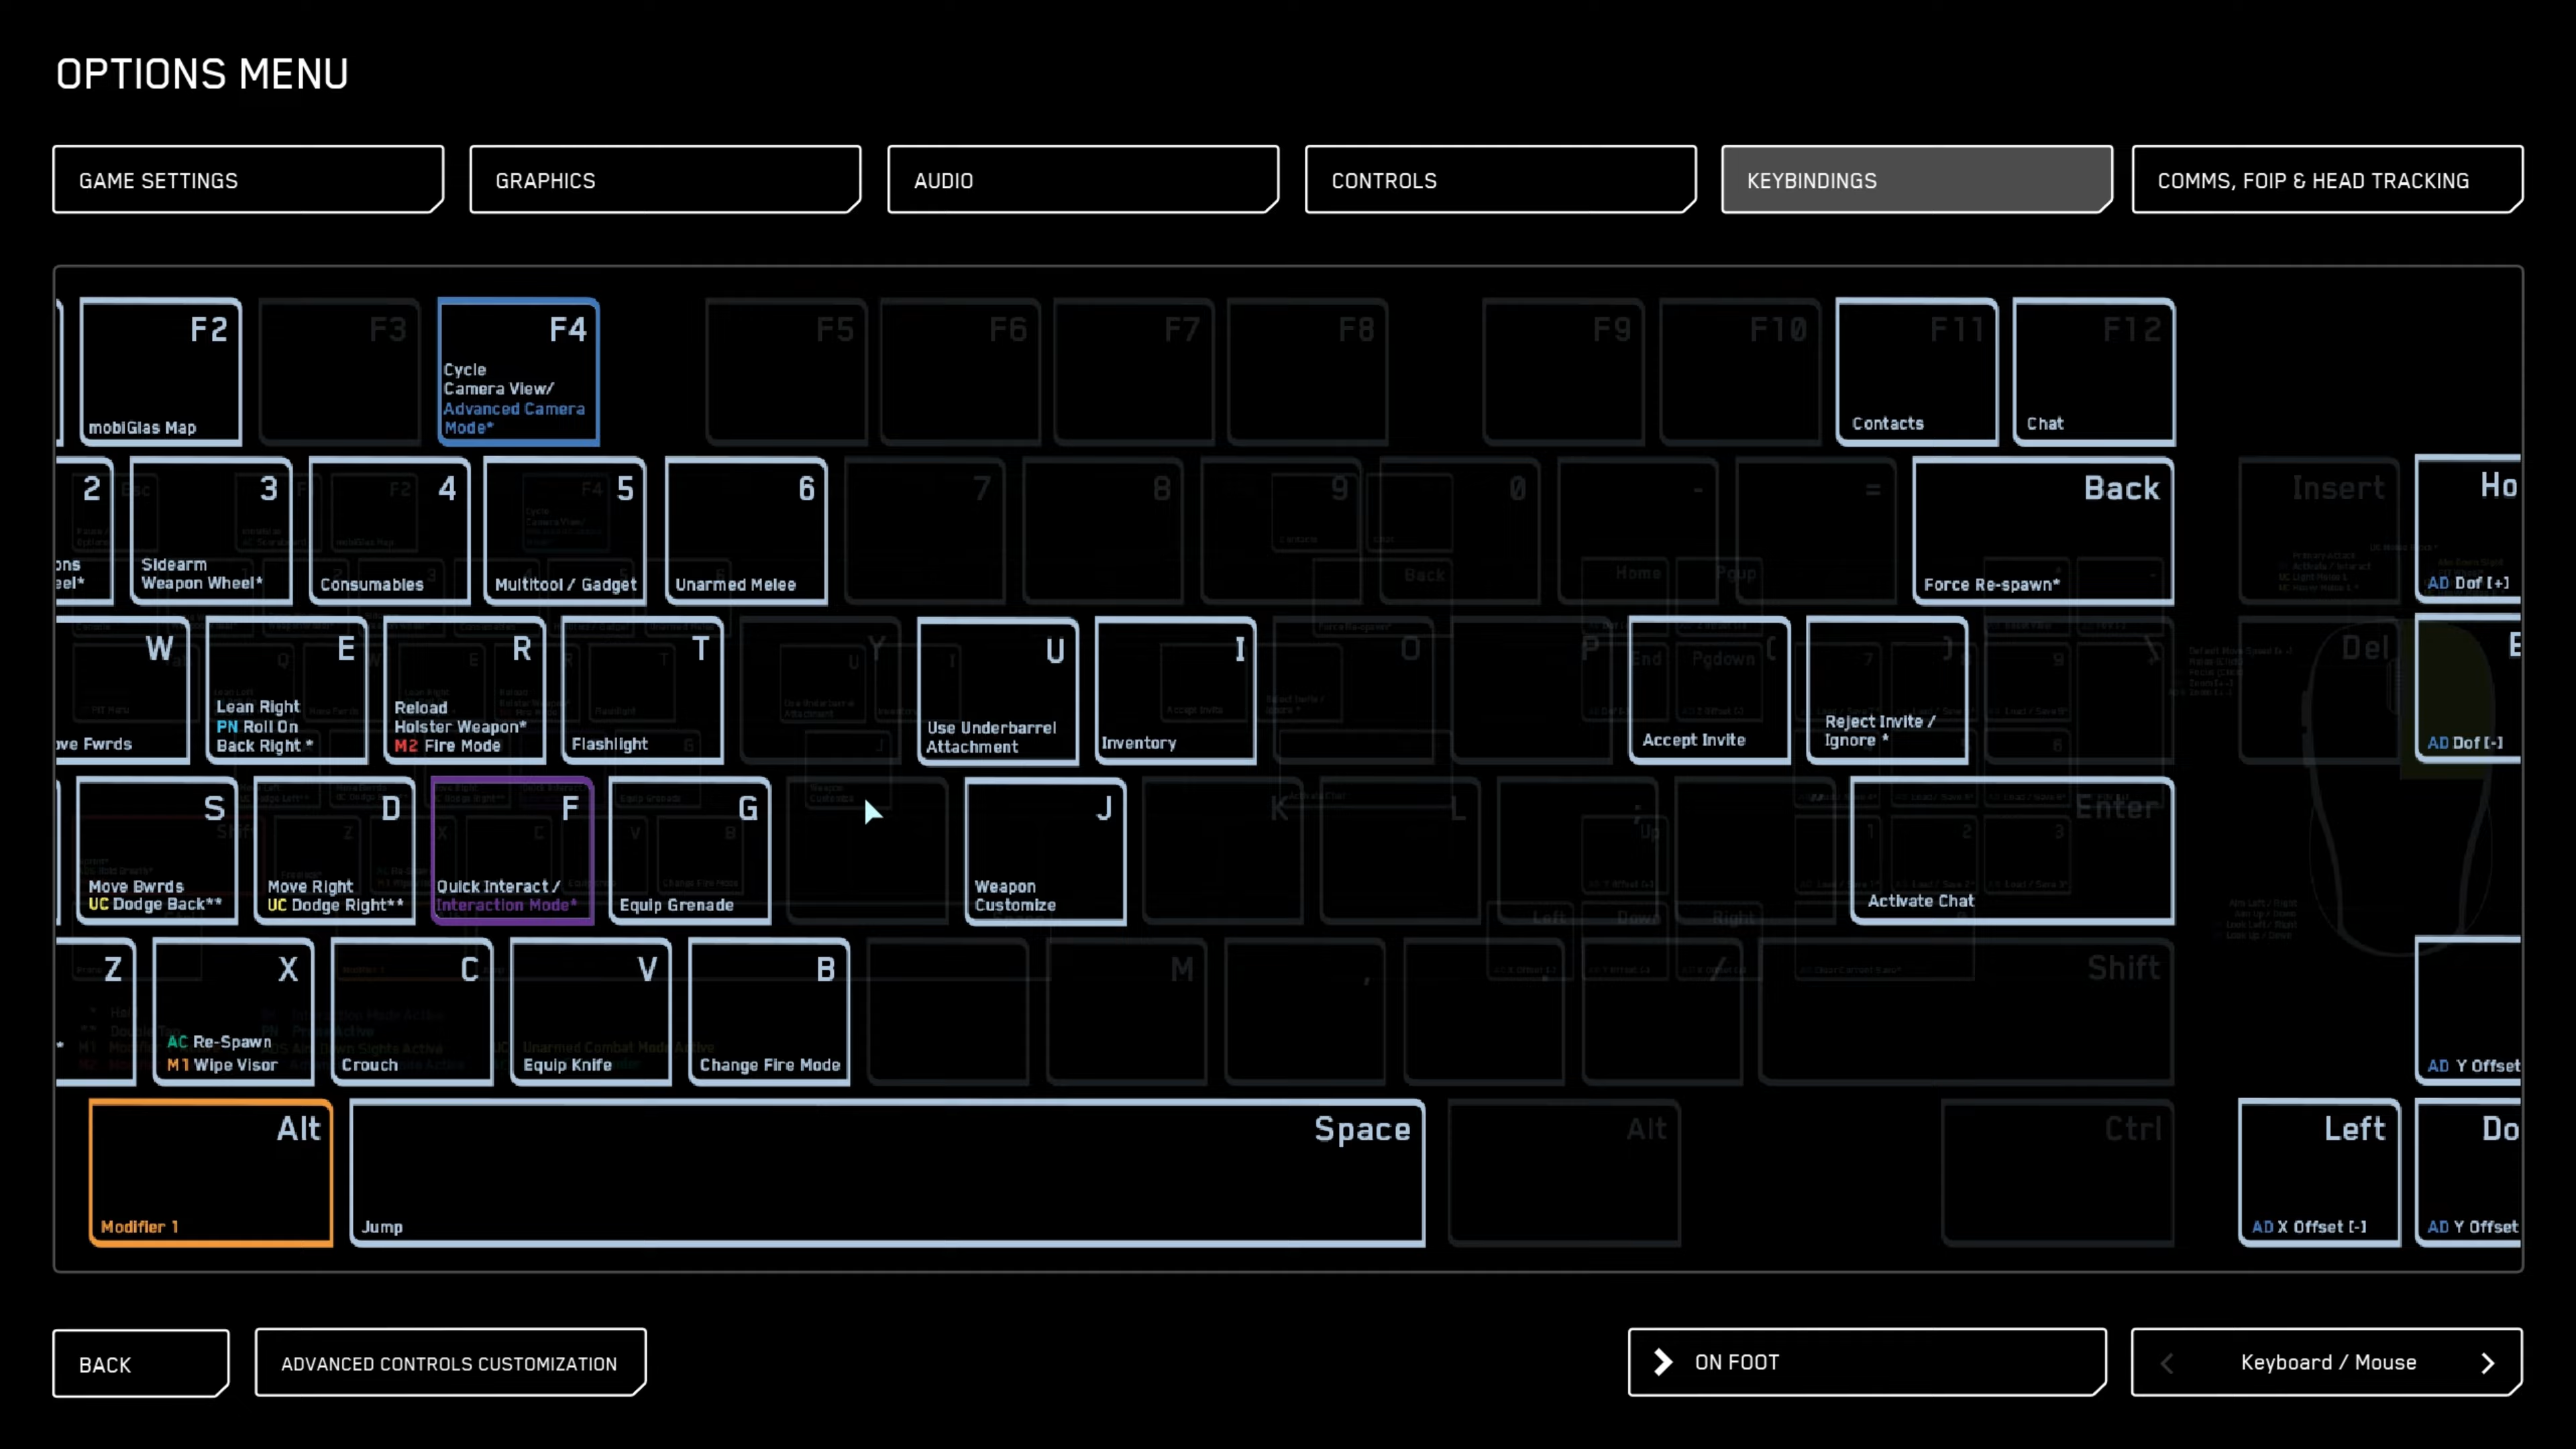 OPTIONS MENU
GAME SETTINGS
GRAPHICS
AUDIO
CONTROLS
KEYBINDINGS
COMMS, FOIP & HEAD TRACKING
F2
mobiGlas Map
F3
F4
Cycle
Camera View/
Advanced Camera
Mode*
F5
F6
F7
F8
F9
F10
F11
Contacts
F12
Chat
2
ons
eel*
3
Sidearm
Weapon Wheel*
4
Consumables
5
Multitool / Gadget
6
Unarmed Melee
7
8
9
0
-
=
Back
Force Re-spawn*
Insert
Ho
AD Dof [+]
W
ove Fwrds
E
Lean Right
PN Roll On
Back Right *
R
Reload
Holster Weapon*
M2 Fire Mode
T
Flashlight
Y
U
Use Underbarrel
Attachment
I
Inventory
O
P
(
Accept Invite
)
Reject Invite /
Ignore *
\
Del
E
AD Dof [-]
S
Move Bwrds
UC Dodge Back**
D
Move Right
UC Dodge Right**
F
Quick Interact /
Interaction Mode*
G
Equip Grenade
J
Weapon
Customize
K
L
;
"
Enter
Activate Chat
*
Z
X
AC Re-Spawn
M1 Wipe Visor
C
Crouch
V
Equip Knife
B
Change Fire Mode
M
,
.
/
Shift
AD Y Offset
Alt
Modifier 1
Space
Jump
Alt
Ctrl
Left
AD X Offset [-]
Do
AD Y Offset
BACK
ADVANCED CONTROLS CUSTOMIZATION
ON FOOT
Keyboard / Mouse